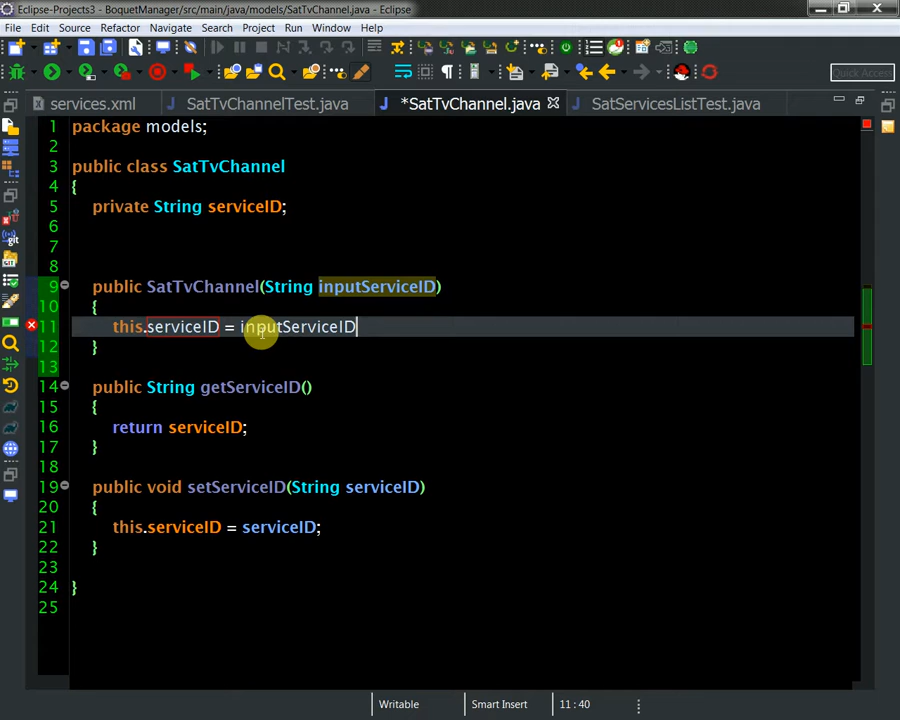 Eclipse-Projects3 - BoquetManager/src/main/java/models/SatTvChannel.java - Eclipse
File Edit Source Refactor Navigate Search Project Run Window Help
Quick Access
services.xml SatTvChannelTest.java *SatTvChannel.java SatServicesListTest.java
1 package models;
2
3 public class SatTvChannel
4 {
5 private String serviceID;
6
7
8
9 public SatTvChannel(String inputServiceID)
10 {
11 this.serviceID = inputServiceID
12 }
13
14 public String getServiceID()
15 {
16 return serviceID;
17 }
18
19 public void setServiceID(String serviceID)
20 {
21 this.serviceID = serviceID;
22 }
23
24 }
25
Writable Smart Insert 11 : 40